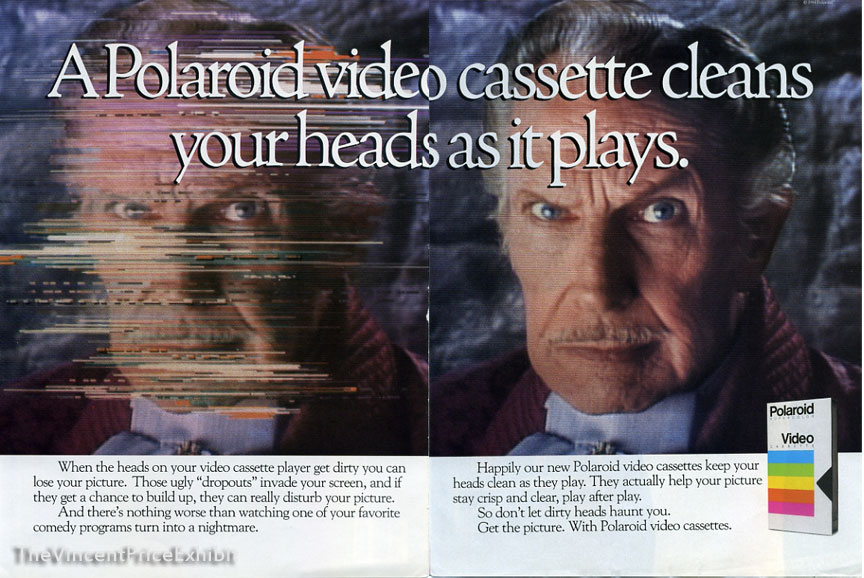 A Polaroid video cassette cleans
your heads as it plays.
When the heads on your video cassette player get dirty you can
lose your picture. Those ugly “dropouts” invade your screen, and if
they get a chance to build up, they can really disturb your picture.
And there's nothing worse than watching one of your favorite
comedy programs turn into a nightmare.
Happily our new Polaroid video cassettes keep your
heads clean as they play. They actually help your picture
stay crisp and clear, play after play.
So don't let dirty heads haunt you.
Get the picture. With Polaroid video cassettes.
Polaroid
Video
TheVincentPriceExhibit